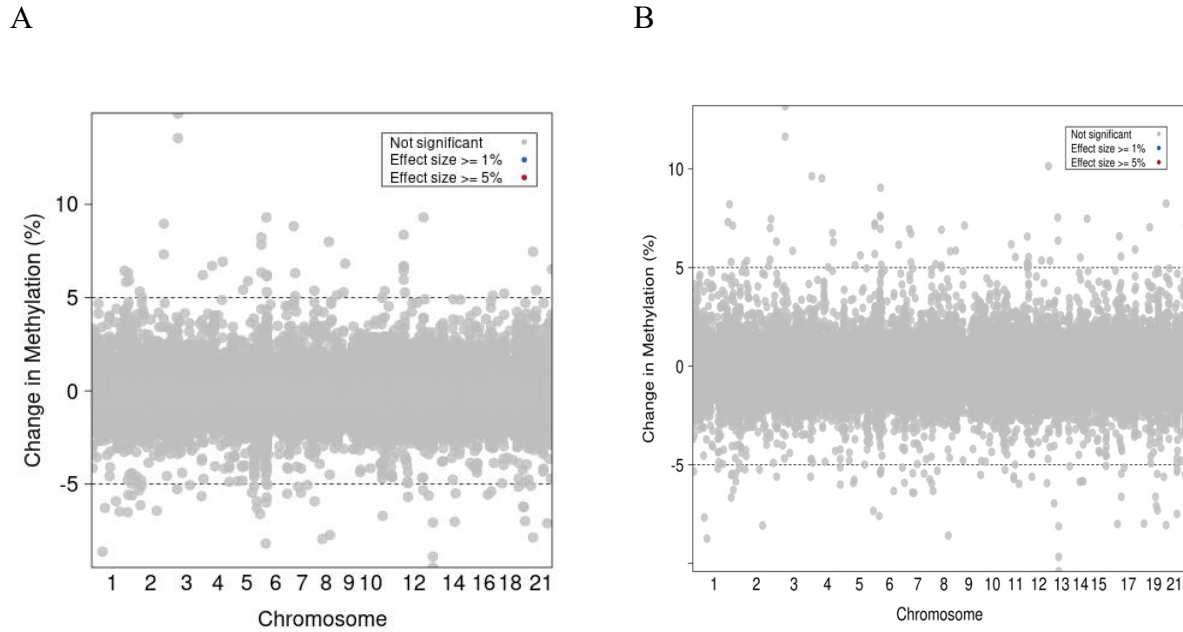 A
B
Not significant
Effect size >= 1%
Effect size >= 5%
10
5
0
-5
Change in Methylation (%)
1 2 3 4 5 6 7 8 9 10 12 14 16 18 21
Chromosome
Not significant
Effect size >= 1%
Effect size >= 5%
10
5
0
-5
Change in Methylation (%)
1 2 3 4 5 6 7 8 9 10 11 12 13 14 15 17 19 21
Chromosome